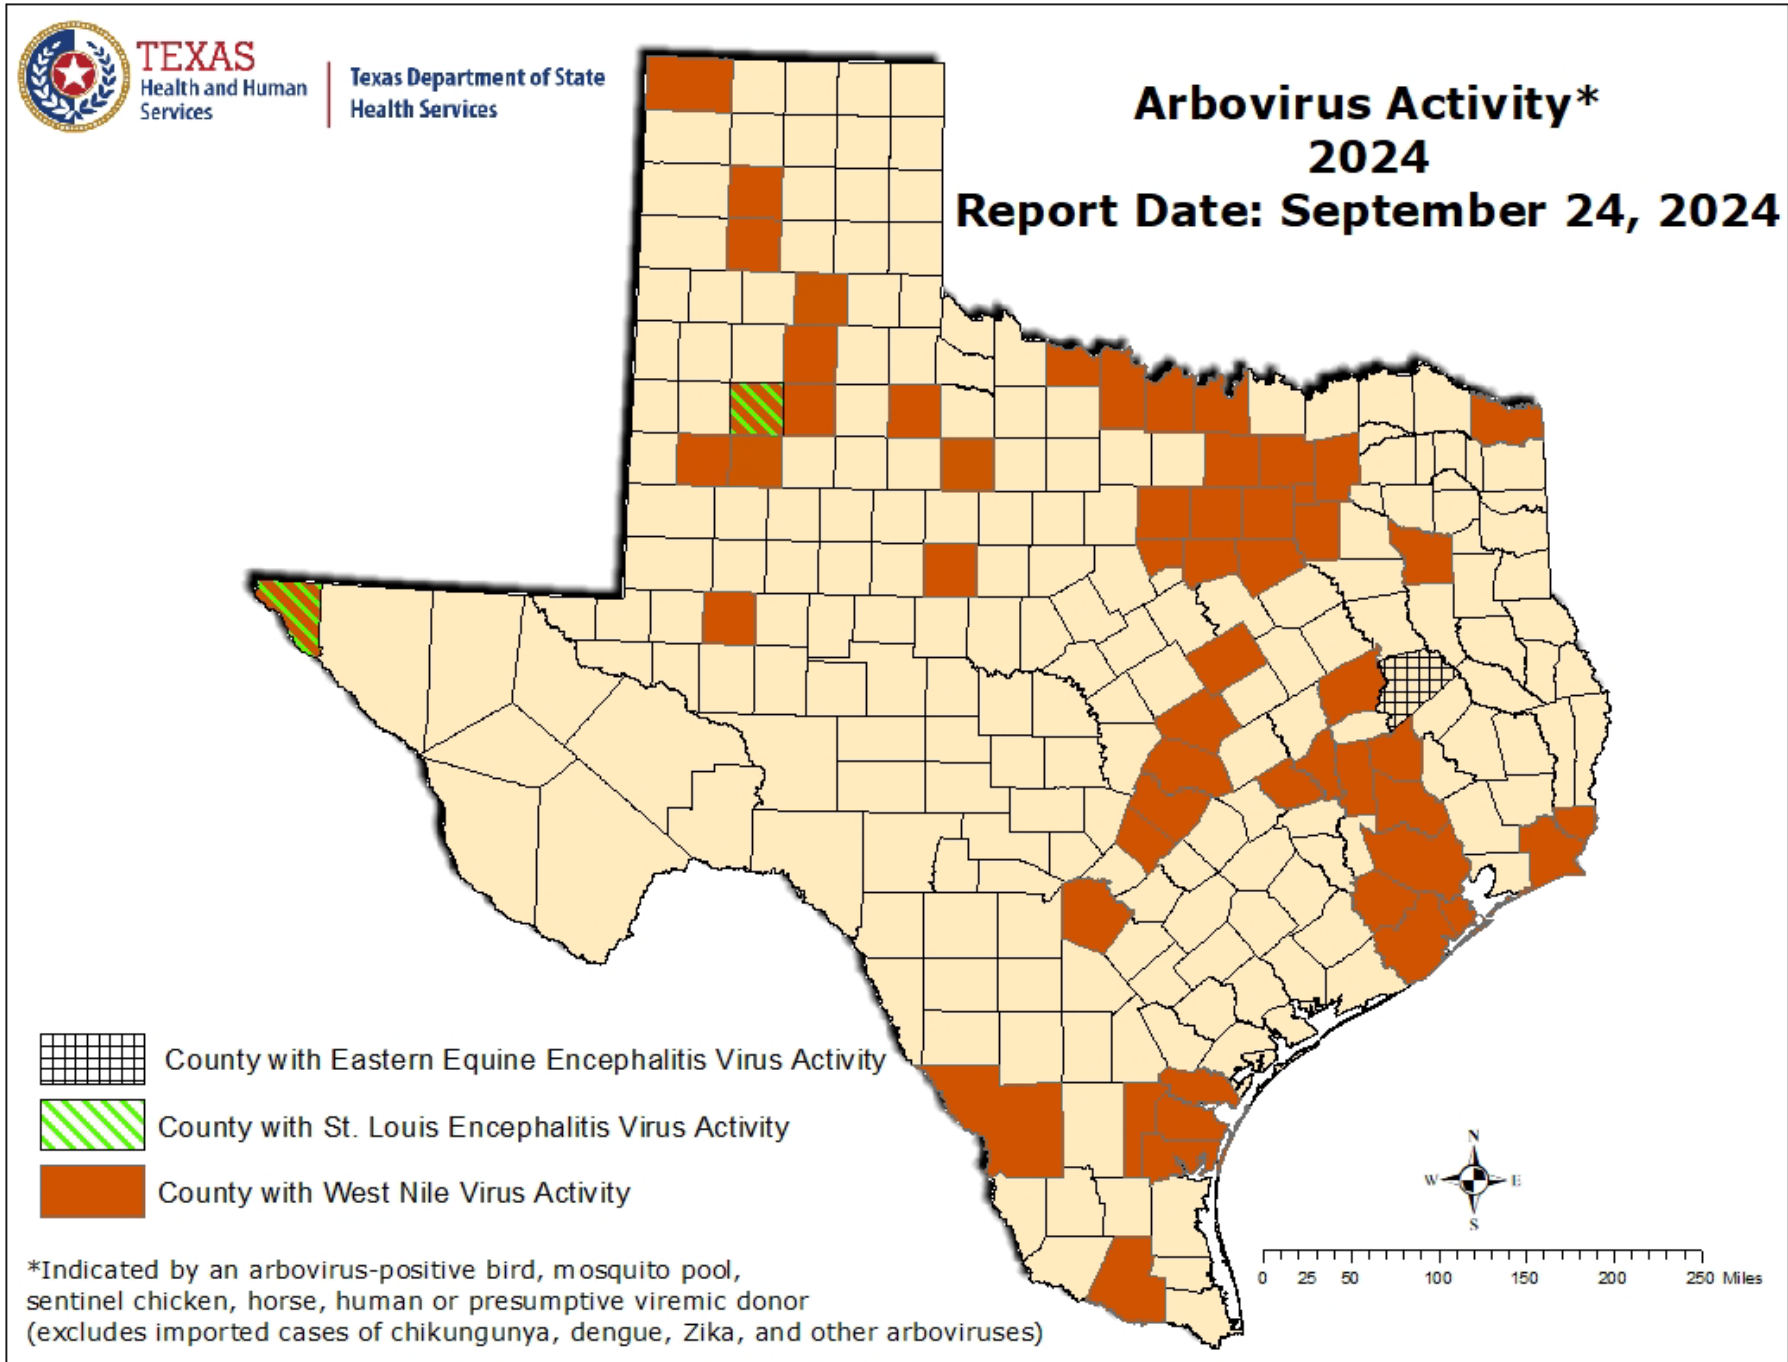 TEXAS
Health and Human
Services
Texas Department of State
Health Services
Arbovirus Activity*
2024
Report Date: September 24, 2024
County with Eastern Equine Encephalitis Virus Activity
County with St. Louis Encephalitis Virus Activity
County with West Nile Virus Activity
*Indicated by an arbovirus-positive bird, mosquito pool,
sentinel chicken, horse, human or presumptive viremic donor
(excludes imported cases of chikungunya, dengue, Zika, and other arboviruses)
N
W E
S
0 25 50 100 150 200 250 Miles